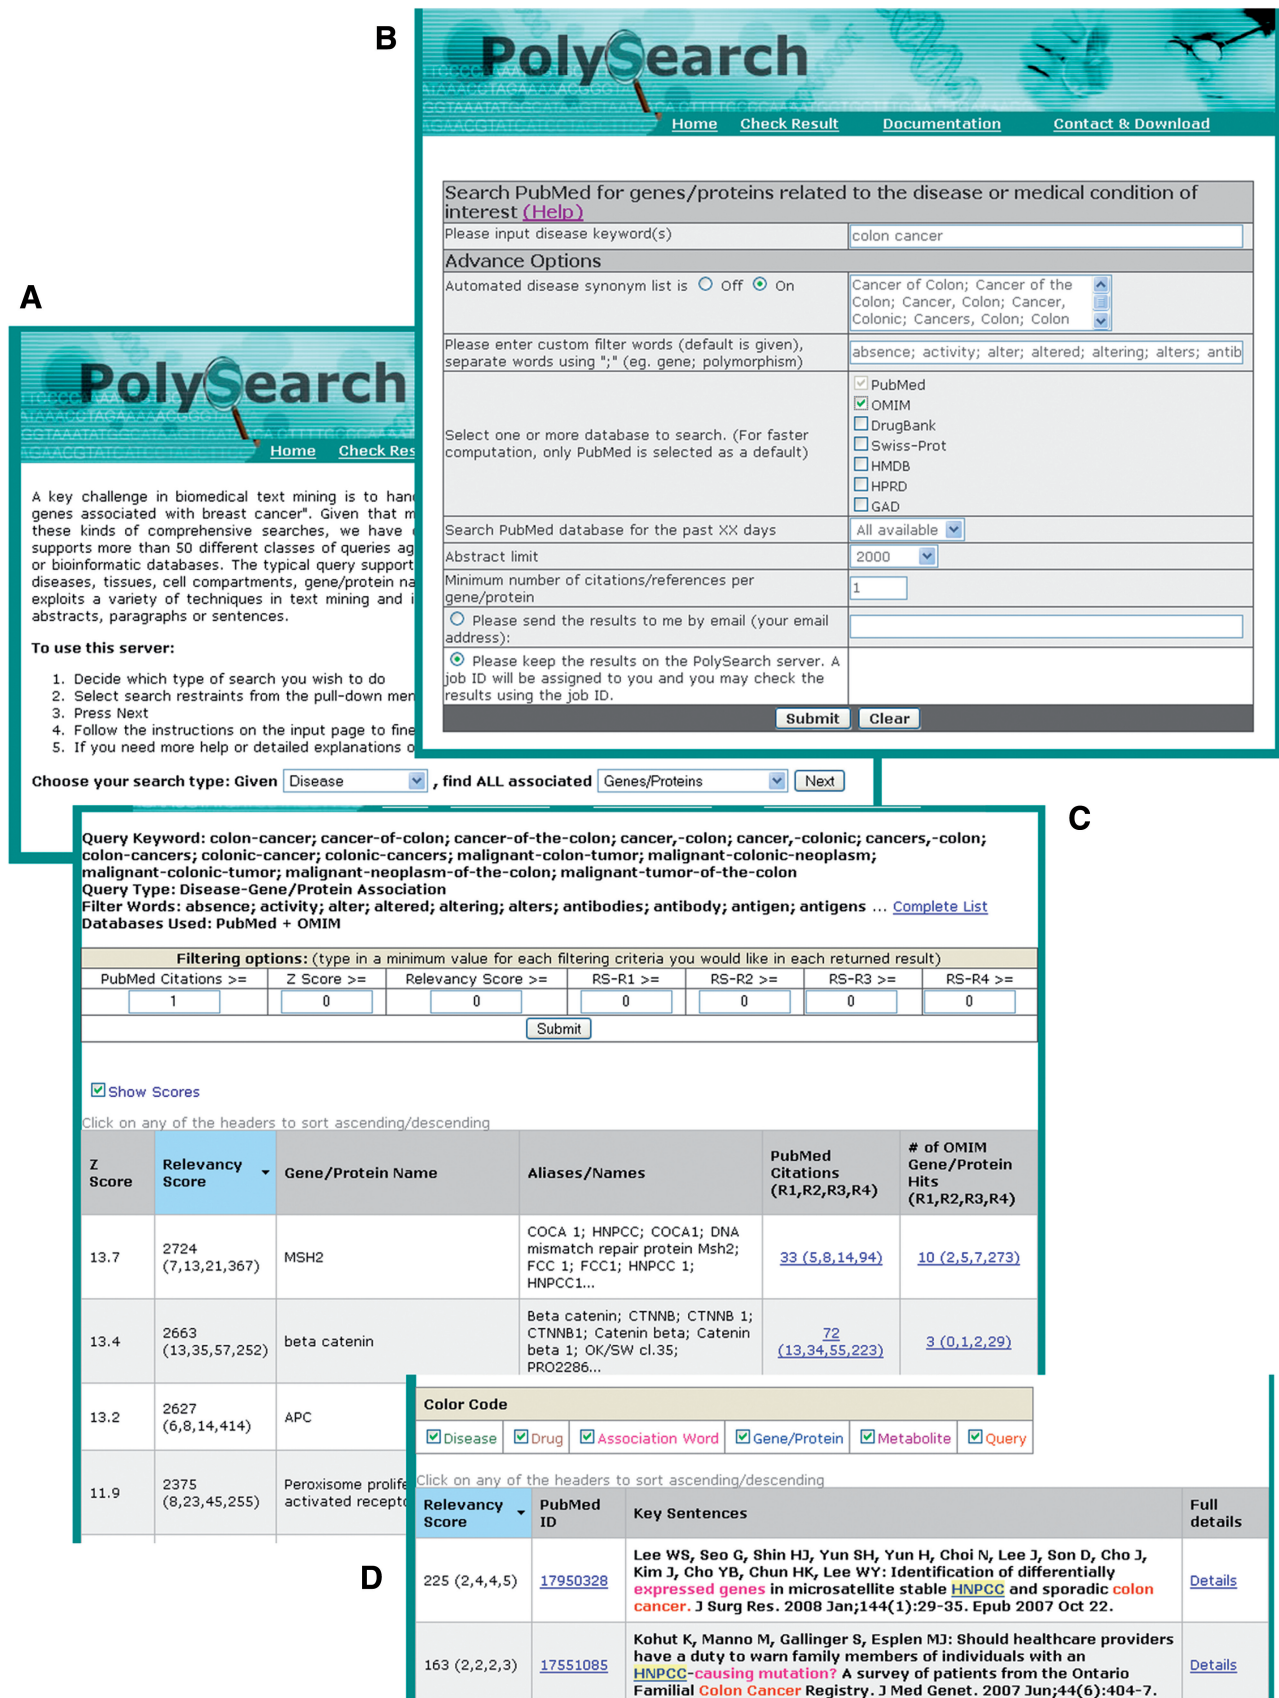 B
PolySearch
Home Check Result Documentation Contact & Download
Search PubMed for genes/proteins related to the disease or medical condition of
interest (Help)
Please input disease keyword(s)
colon cancer
Advance Options
Automated disease synonym list is Off On
Cancer of Colon; Cancer of the
Colon; Cancer, Colon; Cancer,
Colonic; Cancers, Colon; Colon
Please enter custom filter words (default is given),
separate words using ";" (eg. gene; polymorphism)
absence; activity; alter; altered; altering; alters; antib
Select one or more database to search. (For faster
computation, only PubMed is selected as a default)
PubMed
OMIM
DrugBank
Swiss-Prot
HMDB
HPRD
GAD
Search PubMed database for the past XX days
All available
Abstract limit
2000
Minimum number of citations/references per
gene/protein
1
Please send the results to me by email (your email
address):
Please keep the results on the PolySearch server. A
job ID will be assigned to you and you may check the
results using the job ID.
Submit Clear
A
PolySearch
Home Check Res
A key challenge in biomedical text mining is to han
genes associated with breast cancer". Given that m
these kinds of comprehensive searches, we have
supports more than 50 different classes of queries ag
or bioinformatic databases. The typical query support
diseases, tissues, cell compartments, gene/protein na
exploits a variety of techniques in text mining and i
abstracts, paragraphs or sentences.
To use this server:
1. Decide which type of search you wish to do
2. Select search restraints from the pull-down men
3. Press Next
4. Follow the instructions on the input page to fine
5. If you need more help or detailed explanations o
Choose your search type: Given Disease , find ALL associated Genes/Proteins Next
C
Query Keyword: colon-cancer; cancer-of-colon; cancer-of-the-colon; cancer,-colon; cancer,-colonic; cancers,-colon;
colon-cancers; colonic-cancer; colonic-cancers; malignant-colon-tumor; malignant-colonic-neoplasm;
malignant-colonic-tumor; malignant-neoplasm-of-the-colon; malignant-tumor-of-the-colon
Query Type: Disease-Gene/Protein Association
Filter Words: absence; activity; alter; altered; altering; alters; antibodies; antibody; antigen; antigens ... Complete List
Databases Used: PubMed + OMIM
Filtering options: (type in a minimum value for each filtering criteria you would like in each returned result)
PubMed Citations >= Z Score >= Relevancy Score >= RS-R1 >= RS-R2 >= RS-R3 >= RS-R4 >=
1 0 0 0 0 0 0
Submit
Show Scores
Click on any of the headers to sort ascending/descending
Z
Score
Relevancy
Score
Gene/Protein Name
Aliases/Names
PubMed
Citations
(R1,R2,R3,R4)
# of OMIM
Gene/Protein
Hits
(R1,R2,R3,R4)
13.7
2724
(7,13,21,367)
MSH2
COCA 1; HNPCC; COCA1; DNA
mismatch repair protein Msh2;
FCC 1; FCC1; HNPCC 1;
HNPCC1...
33 (5,8,14,94)
10 (2,5,7,273)
13.4
2663
(13,35,57,252)
beta catenin
Beta catenin; CTNNB; CTNNB 1;
CTNNB1; Catenin beta; Catenin
beta 1; OK/SW cl.35;
PRO2286...
72
(13,34,55,223)
3 (0,1,2,29)
13.2
2627
(6,8,14,414)
APC
11.9
2375
(8,23,45,255)
Peroxisome prolife
activated recepto
D
Color Code
Disease Drug Association Word Gene/Protein Metabolite Query
Click on any of the headers to sort ascending/descending
Relevancy
Score
PubMed
ID
Key Sentences
Full
details
225 (2,4,4,5)
17950328
Lee WS, Seo G, Shin HJ, Yun SH, Yun H, Choi N, Lee J, Son D, Cho J,
Kim J, Cho YB, Chun HK, Lee WY: Identification of differentially
expressed genes in microsatellite stable HNPCC and sporadic colon
cancer. J Surg Res. 2008 Jan;144(1):29-35. Epub 2007 Oct 22.
Details
163 (2,2,2,3)
17551085
Kohut K, Manno M, Gallinger S, Esplen MJ: Should healthcare providers
have a duty to warn family members of individuals with an
HNPCC-causing mutation? A survey of patients from the Ontario
Familial Colon Cancer Registry. J Med Genet. 2007 Jun;44(6):404-7.
Details